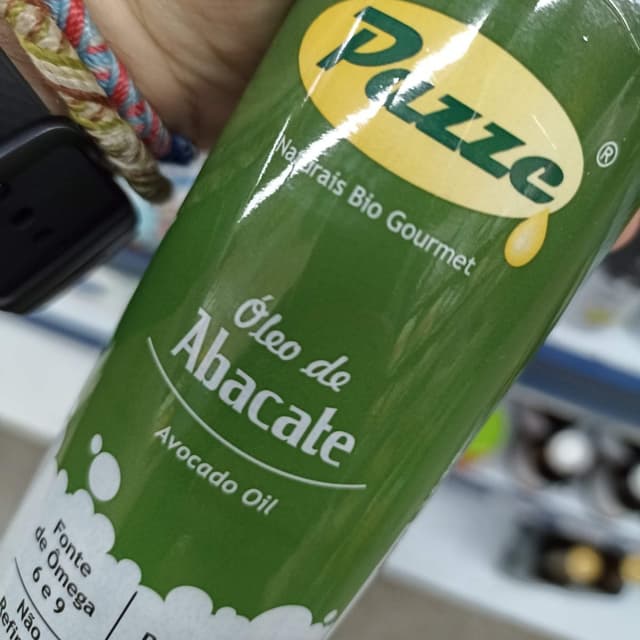 Pazze
®
Naturais Bio Gourmet
Óleo de
Abacate
Avocado Oil
Fonte
de Ômega
6 e 9
Não